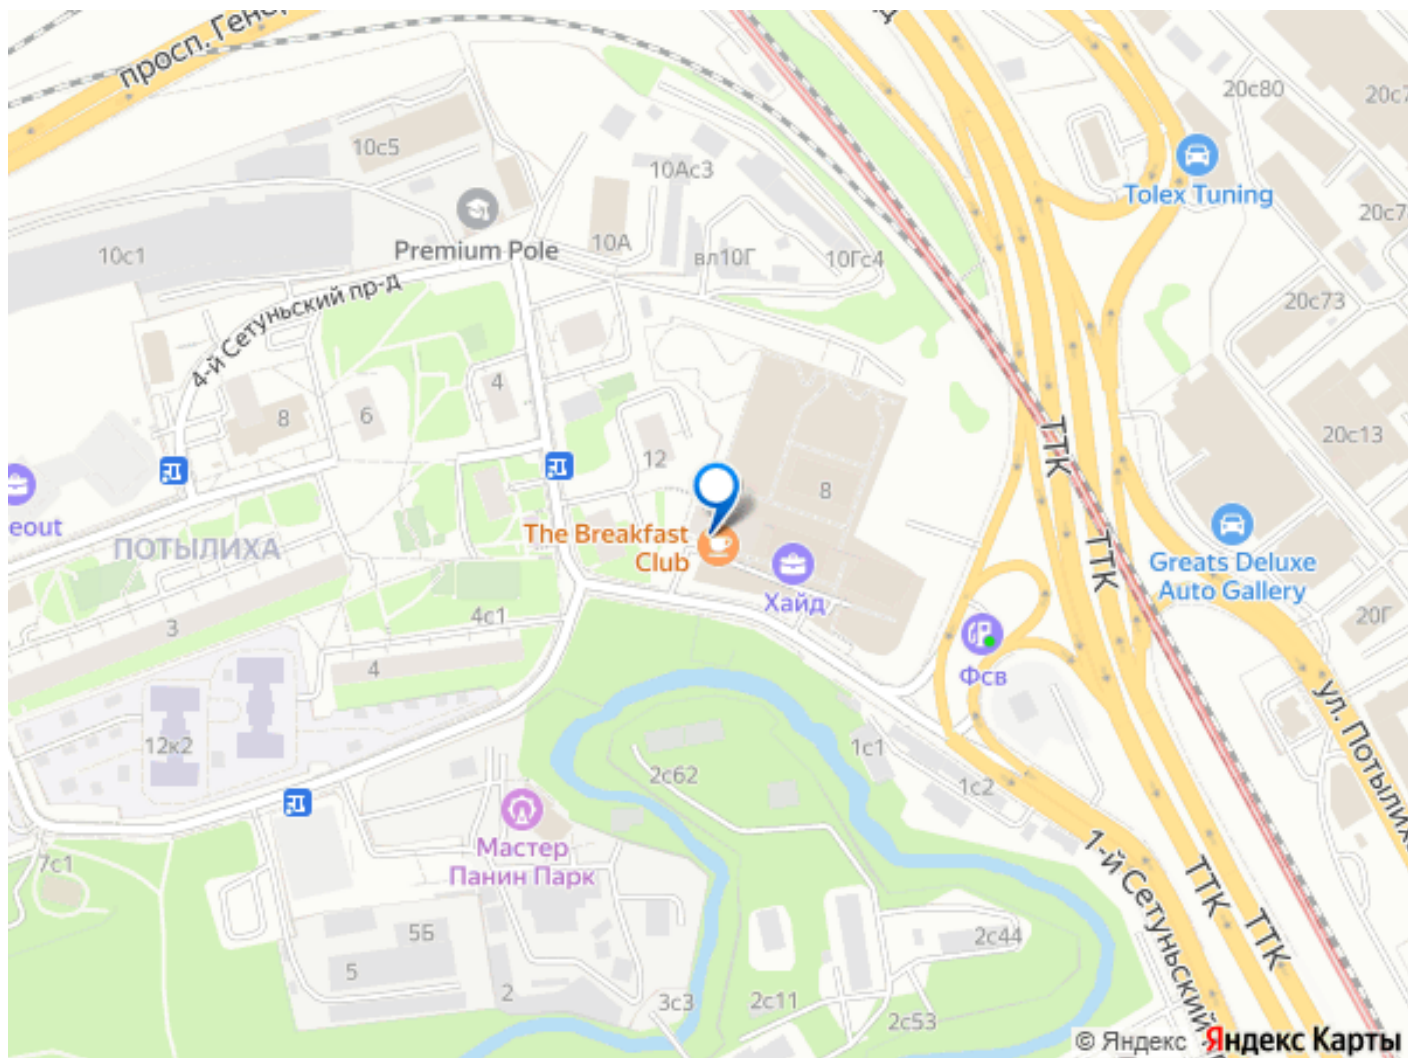 просп. Генер
20с80
20с7
10с5
10Ас3
Tolex Tuning
Premium Pole
10А
вл10Г
10Гс4
20с7
10с1
4-й Сетуньский пр-д
20с73
4
6
8
12
ТТК
20с13
8
eout
ПОТЫЛИХА
The Breakfast
Club
Хайд
ТТК
Greats Deluxe
Auto Gallery
3
4с1
20Г
4
Фсв
ул. Потылиха
12к2
1с1
2с62
1с2
Мастер
Панин Парк
7с1
1-й Сетуньский
ТТК
ТТК
5Б
5
2
3с3
2с11
2с44
2с53
© Яндекс Яндекс Карты